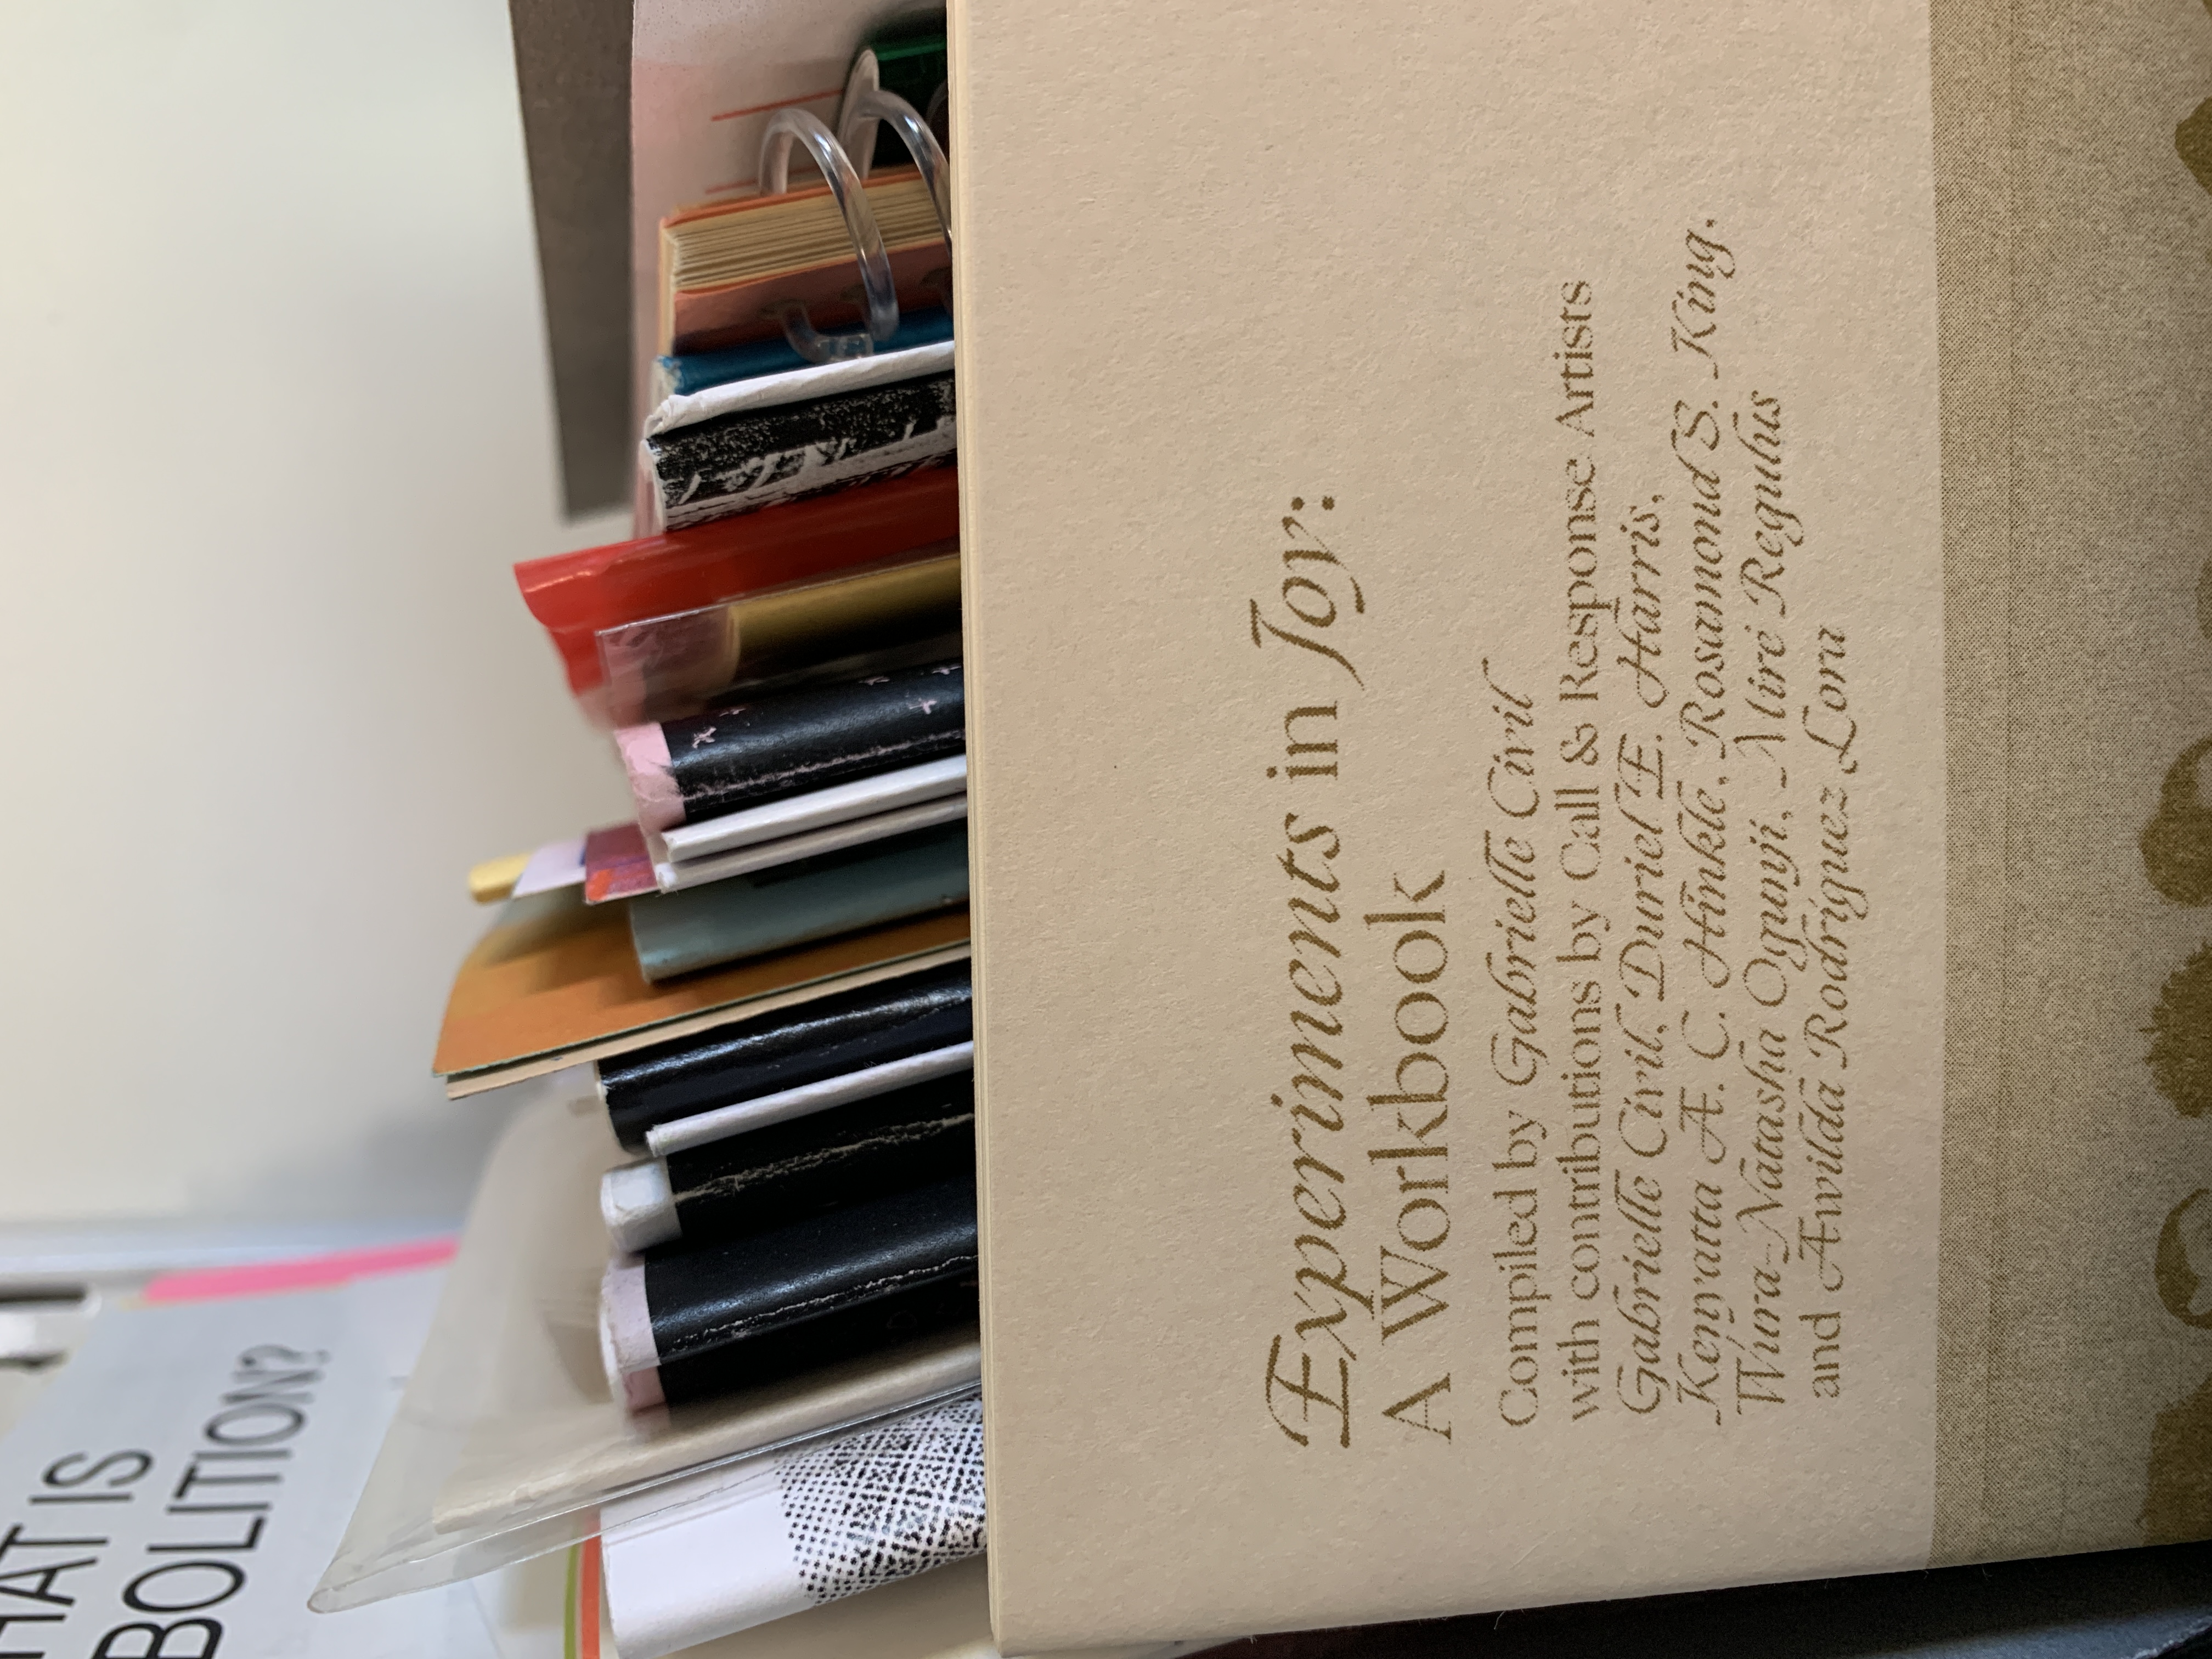 HAT IS
BOLITION?
Experiments in Joy:
A Workbook
Compiled by Gabrielle Civil
with contributions by Call & Response Artists
Gabrielle Civil, Duriel E. Harris,
Kenyatta A. C. Hinkle, Rosamond S. King,
Wura-Natasha Ogunji, Miré Regulus
and Awilda Rodríguez Lora